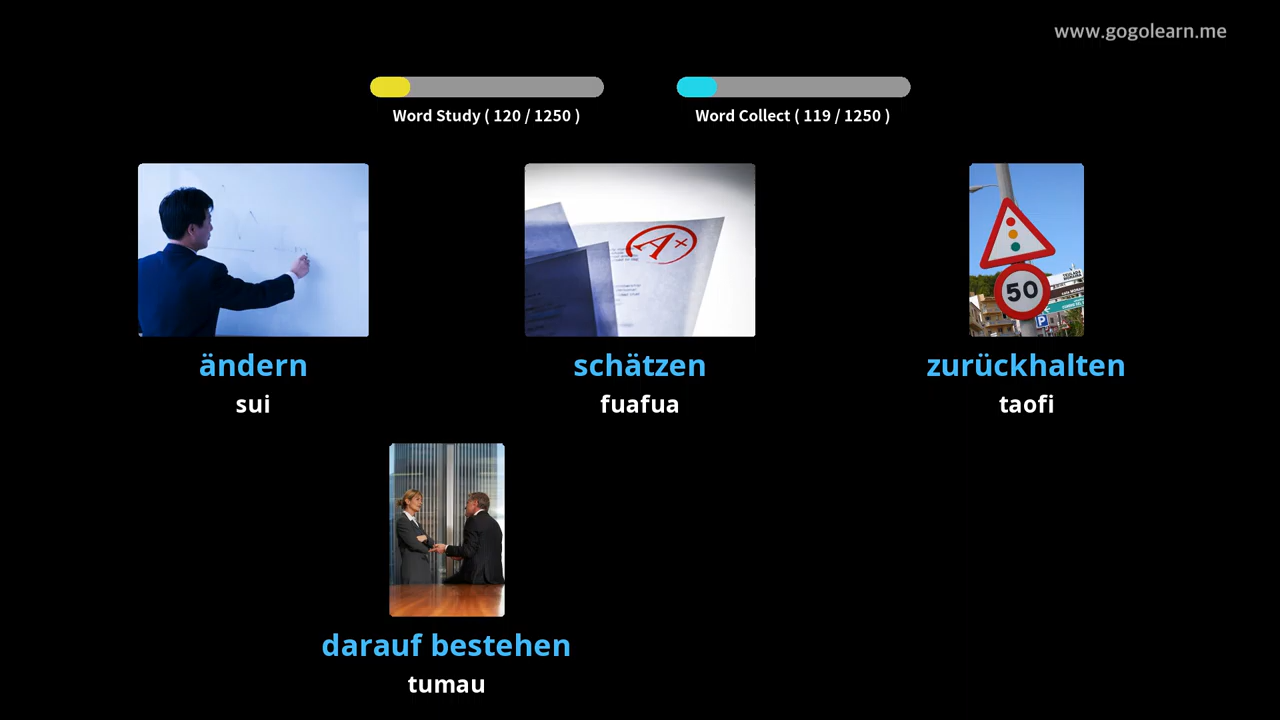 www.gogolearn.me
Word Study ( 120 / 1250 )
Word Collect ( 119 / 1250 )
A+
50
P
ändern
sui
schätzen
fuafua
zurückhalten
taofi
darauf bestehen
tumau